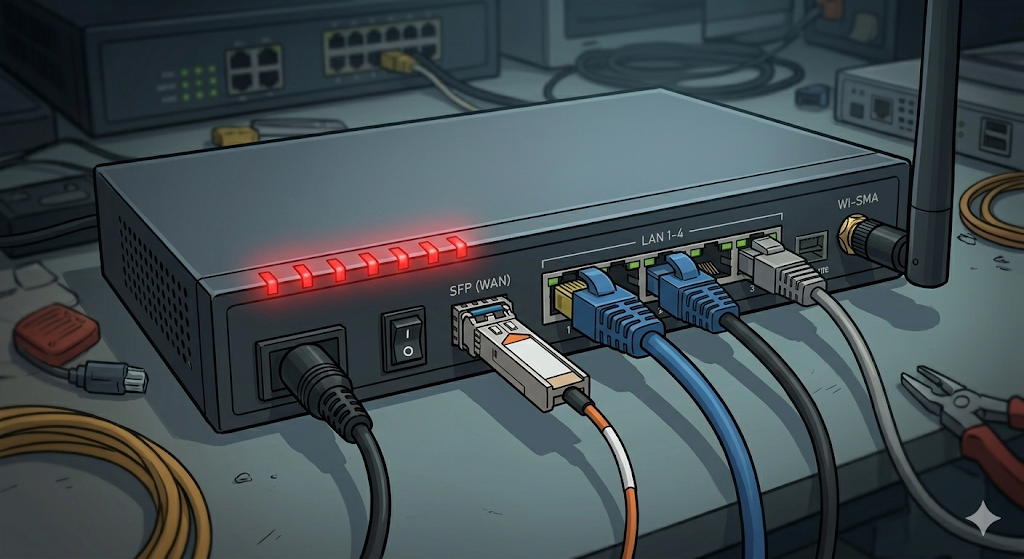 WI-SMA
LAN 1-4
SFP (WAN)
I
O
1
3